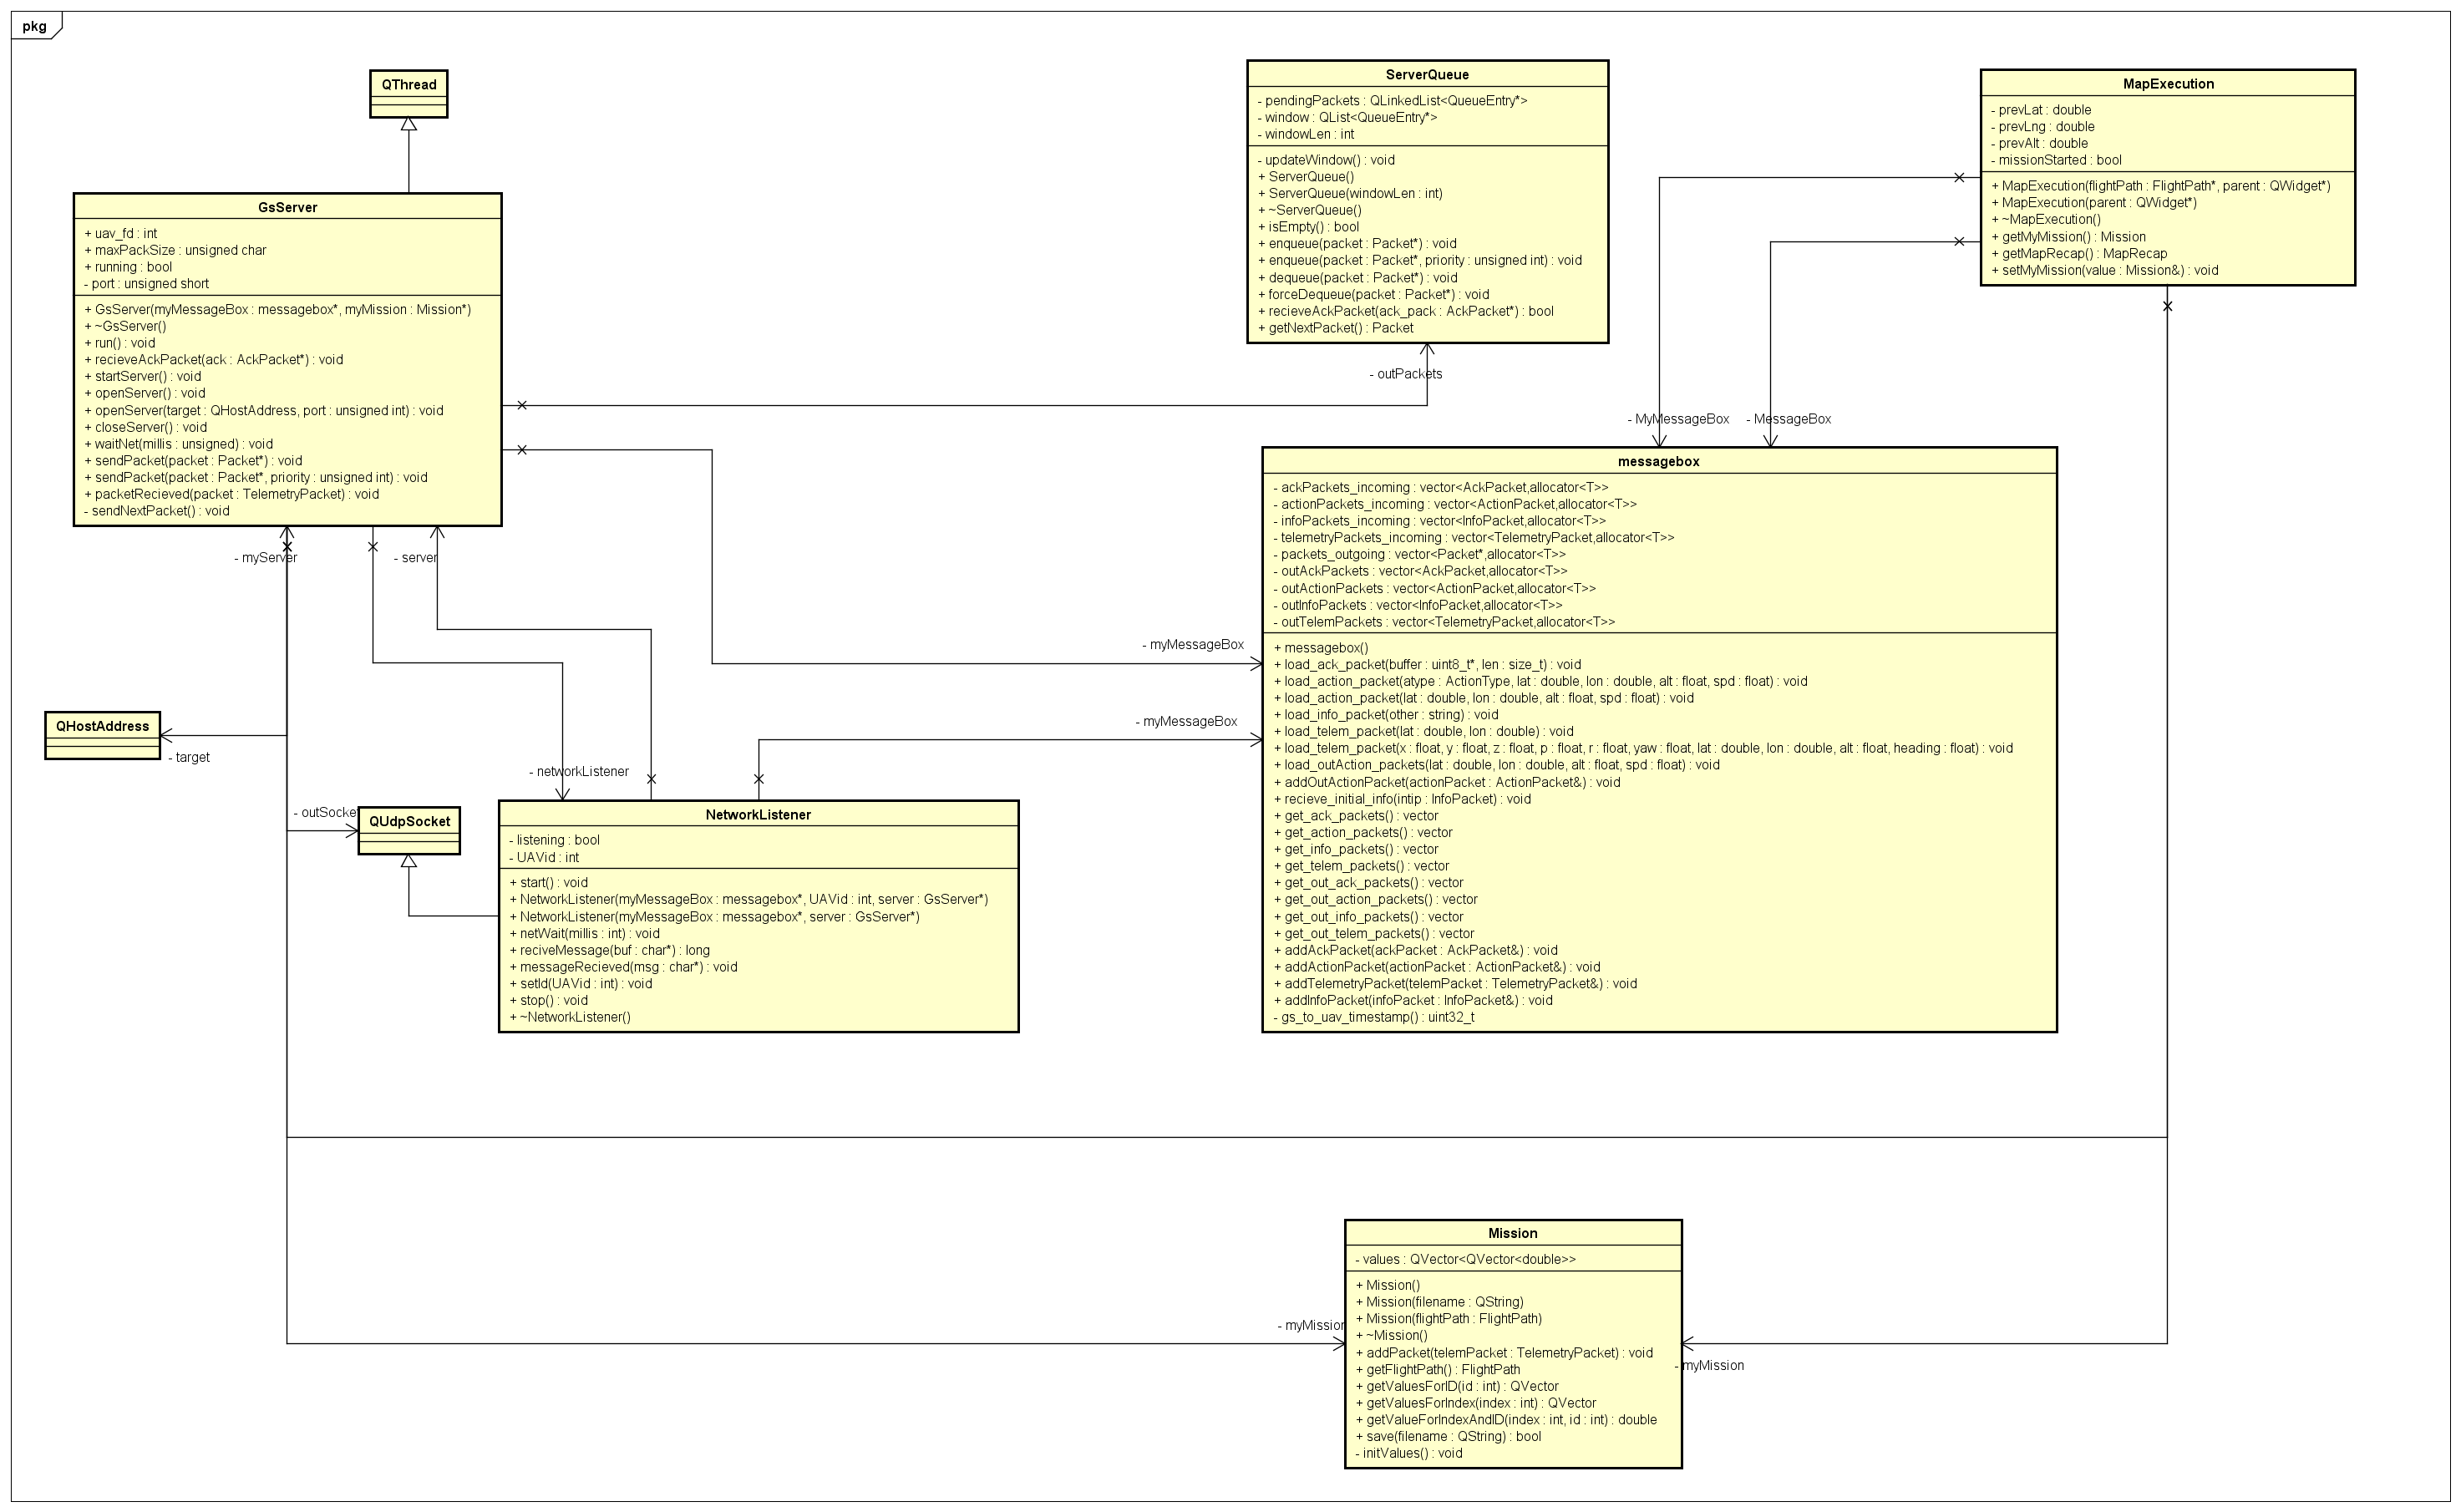 pkg
QThread
GsServer
+ uav_fd : int
+ maxPackSize : unsigned char
+ running : bool
- port : unsigned short
+ GsServer(myMessageBox : messagebox*, myMission : Mission*)
+ ~GsServer()
+ run() : void
+ recieveAckPacket(ack : AckPacket*) : void
+ startServer() : void
+ openServer() : void
+ openServer(target : QHostAddress, port : unsigned int) : void
+ closeServer() : void
+ waitNet(millis : unsigned) : void
+ sendPacket(packet : Packet*) : void
+ sendPacket(packet : Packet*, priority : unsigned int) : void
+ packetRecieved(packet : TelemetryPacket) : void
- sendNextPacket() : void
ServerQueue
- pendingPackets : QLinkedList<QueueEntry*>
- window : QList<QueueEntry*>
- windowLen : int
- updateWindow() : void
+ ServerQueue()
+ ServerQueue(windowLen : int)
+ ~ServerQueue()
+ isEmpty() : bool
+ enqueue(packet : Packet*) : void
+ enqueue(packet : Packet*, priority : unsigned int) : void
+ dequeue(packet : Packet*) : void
+ forceDequeue(packet : Packet*) : void
+ recieveAckPacket(ack_pack : AckPacket*) : bool
+ getNextPacket() : Packet
MapExecution
- prevLat : double
- prevLng : double
- prevAlt : double
- missionStarted : bool
+ MapExecution(flightPath : FlightPath*, parent : QWidget*)
+ MapExecution(parent : QWidget*)
+ ~MapExecution()
+ getMyMission() : Mission
+ getMapRecap() : MapRecap
+ setMyMission(value : Mission&) : void
- outPackets
- MyMessageBox
- MessageBox
- myServer
- server
- myMessageBox
- myMessageBox
messagebox
- ackPackets_incoming : vector<AckPacket,allocator<T>>
- actionPackets_incoming : vector<ActionPacket,allocator<T>>
- infoPackets_incoming : vector<InfoPacket,allocator<T>>
- telemetryPackets_incoming : vector<TelemetryPacket,allocator<T>>
- packets_outgoing : vector<Packet*,allocator<T>>
- outAckPackets : vector<AckPacket,allocator<T>>
- outActionPackets : vector<ActionPacket,allocator<T>>
- outInfoPackets : vector<InfoPacket,allocator<T>>
- outTelemPackets : vector<TelemetryPacket,allocator<T>>
+ messagebox()
+ load_ack_packet(buffer : uint8_t*, len : size_t) : void
+ load_action_packet(atype : ActionType, lat : double, lon : double, alt : float, spd : float) : void
+ load_action_packet(lat : double, lon : double, alt : float, spd : float) : void
+ load_info_packet(other : string) : void
+ load_telem_packet(lat : double, lon : double) : void
+ load_telem_packet(x : float, y : float, z : float, p : float, r : float, yaw : float, lat : double, lon : double, alt : float, heading : float) : void
+ load_outAction_packets(lat : double, lon : double, alt : float, spd : float) : void
+ addOutActionPacket(actionPacket : ActionPacket&) : void
+ recieve_initial_info(intip : InfoPacket) : void
+ get_ack_packets() : vector
+ get_action_packets() : vector
+ get_info_packets() : vector
+ get_telem_packets() : vector
+ get_out_ack_packets() : vector
+ get_out_action_packets() : vector
+ get_out_info_packets() : vector
+ get_out_telem_packets() : vector
+ addAckPacket(ackPacket : AckPacket&) : void
+ addActionPacket(actionPacket : ActionPacket&) : void
+ addTelemetryPacket(telemPacket : TelemetryPacket&) : void
+ addInfoPacket(infoPacket : InfoPacket&) : void
- gs_to_uav_timestamp() : uint32_t
QHostAddress
- target
- outSocket
QUdpSocket
- networkListener
NetworkListener
- listening : bool
- UAVid : int
+ start() : void
+ NetworkListener(myMessageBox : messagebox*, UAVid : int, server : GsServer*)
+ NetworkListener(myMessageBox : messagebox*, server : GsServer*)
+ netWait(millis : int) : void
+ reciveMessage(buf : char*) : long
+ messageRecieved(msg : char*) : void
+ setId(UAVid : int) : void
+ stop() : void
+ ~NetworkListener()
- myMission
- myMission
Mission
- values : QVector<QVector<double>>
+ Mission()
+ Mission(filename : QString)
+ Mission(flightPath : FlightPath)
+ ~Mission()
+ addPacket(telemPacket : TelemetryPacket) : void
+ getFlightPath() : FlightPath
+ getValuesForID(id : int) : QVector
+ getValuesForIndex(index : int) : QVector
+ getValueForIndexAndID(index : int, id : int) : double
+ save(filename : QString) : bool
- initValues() : void